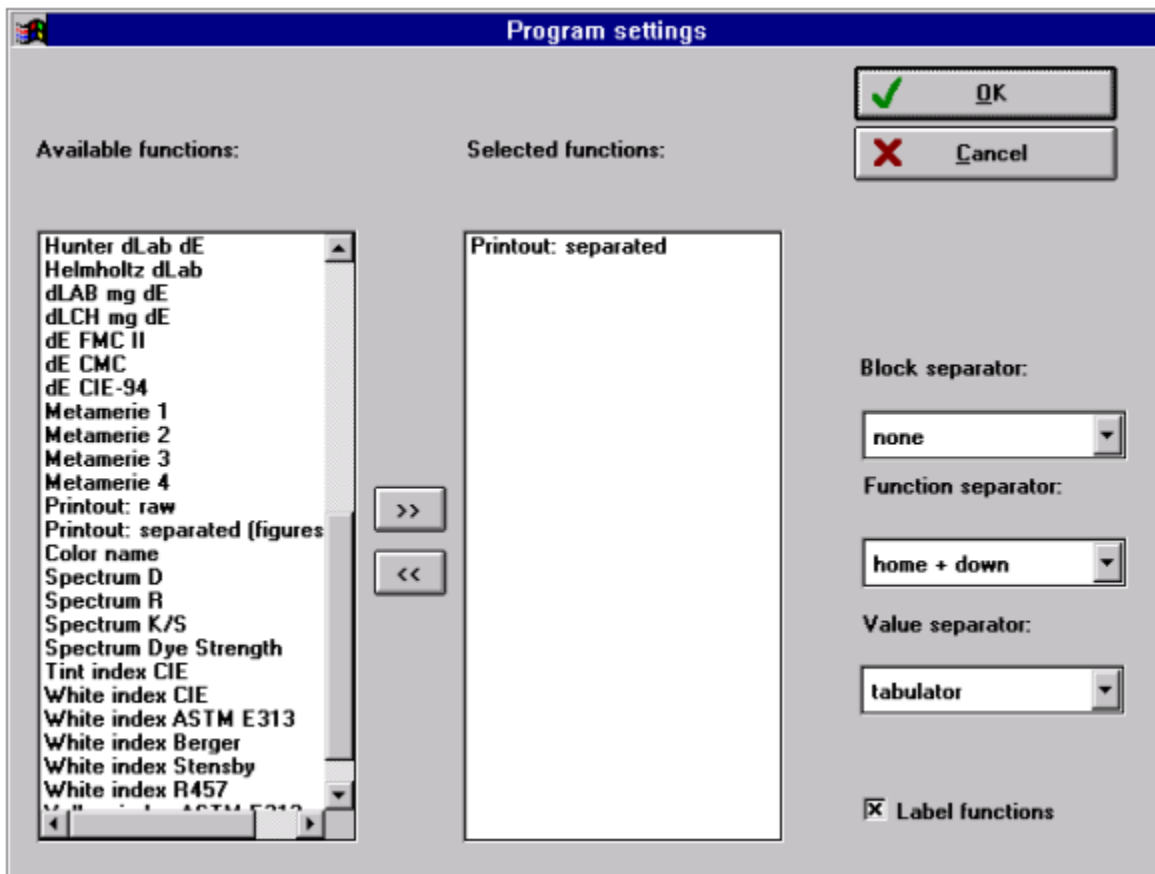 Program settings
OK
Cancel
Available functions:
Selected functions:
Hunter dLab dE
Helmholtz dLab
dLAB mg dE
dLCH mg dE
dE FMC II
dE CMC
dE CIE-94
Metamerie 1
Metamerie 2
Metamerie 3
Metamerie 4
Printout: raw
Printout: separated (figures
Color name
Spectrum D
Spectrum R
Spectrum K/S
Spectrum Dye Strength
Tint index CIE
White index CIE
White index ASTM E313
White index Berger
White index Stensby
White index R457
>>
<<
Printout: separated
Block separator:
none
Function separator:
home + down
Value separator:
tabulator
Label functions